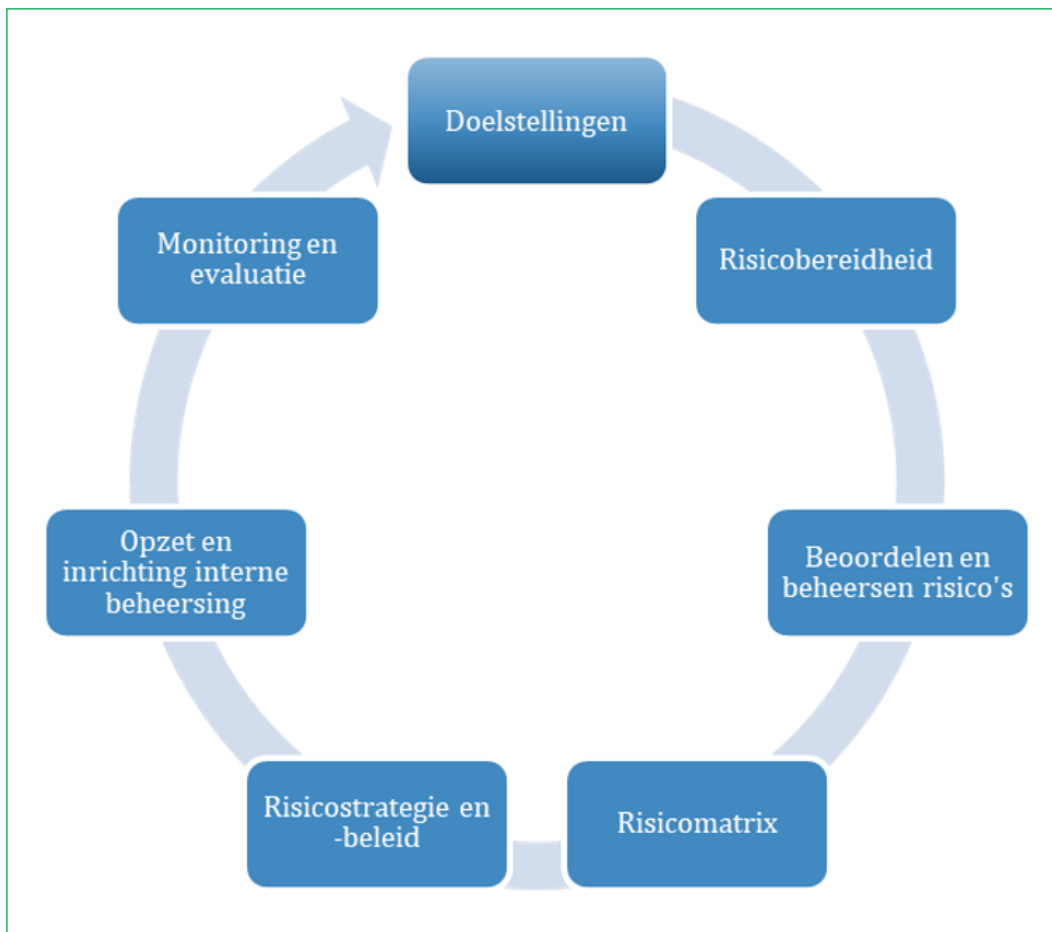 Doelstellingen
Risicobereidheid
Beoordelen en
beheersen risico's
Risicomatrix
Risicostrategie en
-beleid
Opzet en
inrichting interne
beheersing
Monitoring en
evaluatie